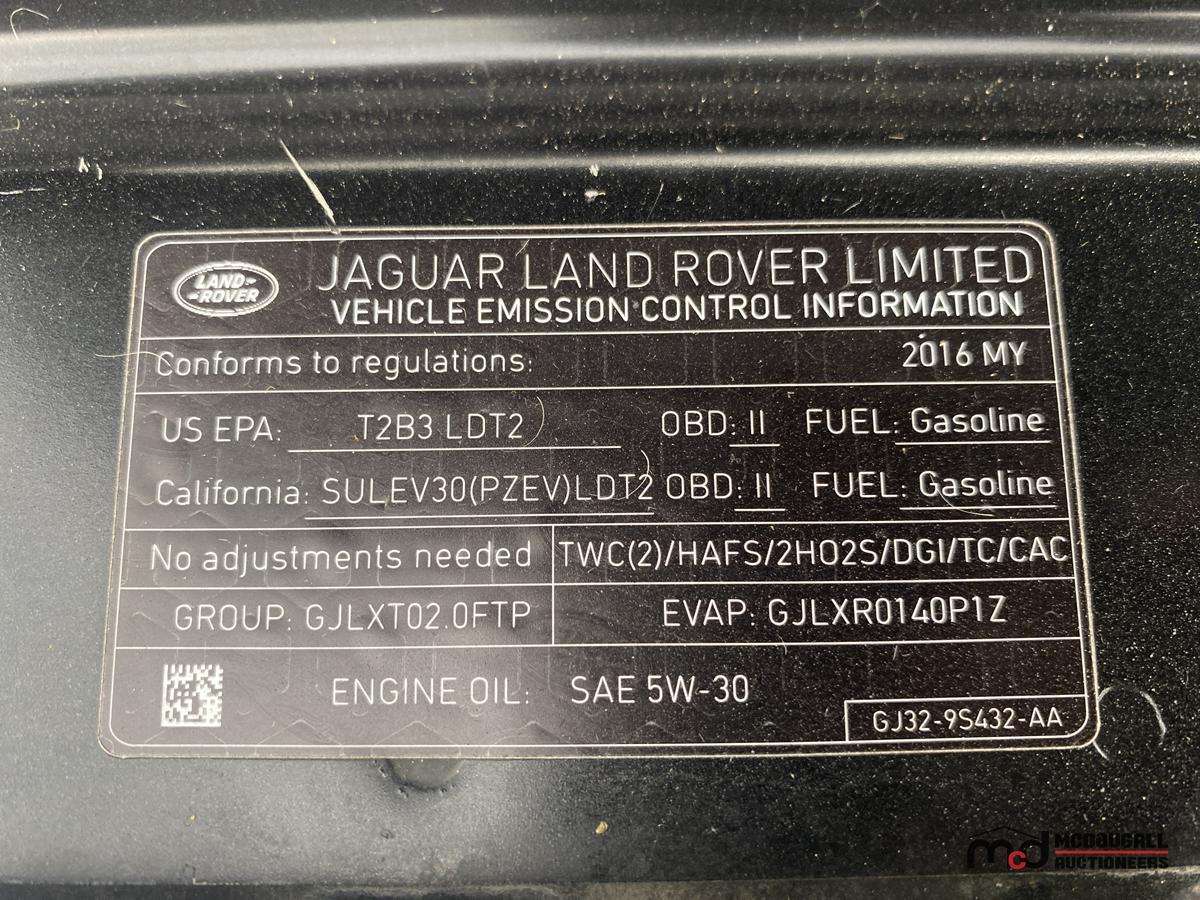 LAND-
-ROVER
JAGUAR LAND ROVER LIMITED
VEHICLE EMISSION CONTROL INFORMATION
Conforms to regulations: 2016 MY
US EPA: T2B3 LDT2 OBD: II FUEL: Gasoline
California: SULEV30(PZEV)LDT2 OBD: II FUEL: Gasoline
No adjustments needed TWC(2)/HAFS/2HO2S/DGI/TC/CAC
GROUP: GJLXT02.0FTP EVAP: GJLXR0140P1Z
ENGINE OIL: SAE 5W-30
GJ32-9S432-AA
mcd MCDOUGALL
AUCTIONEERS